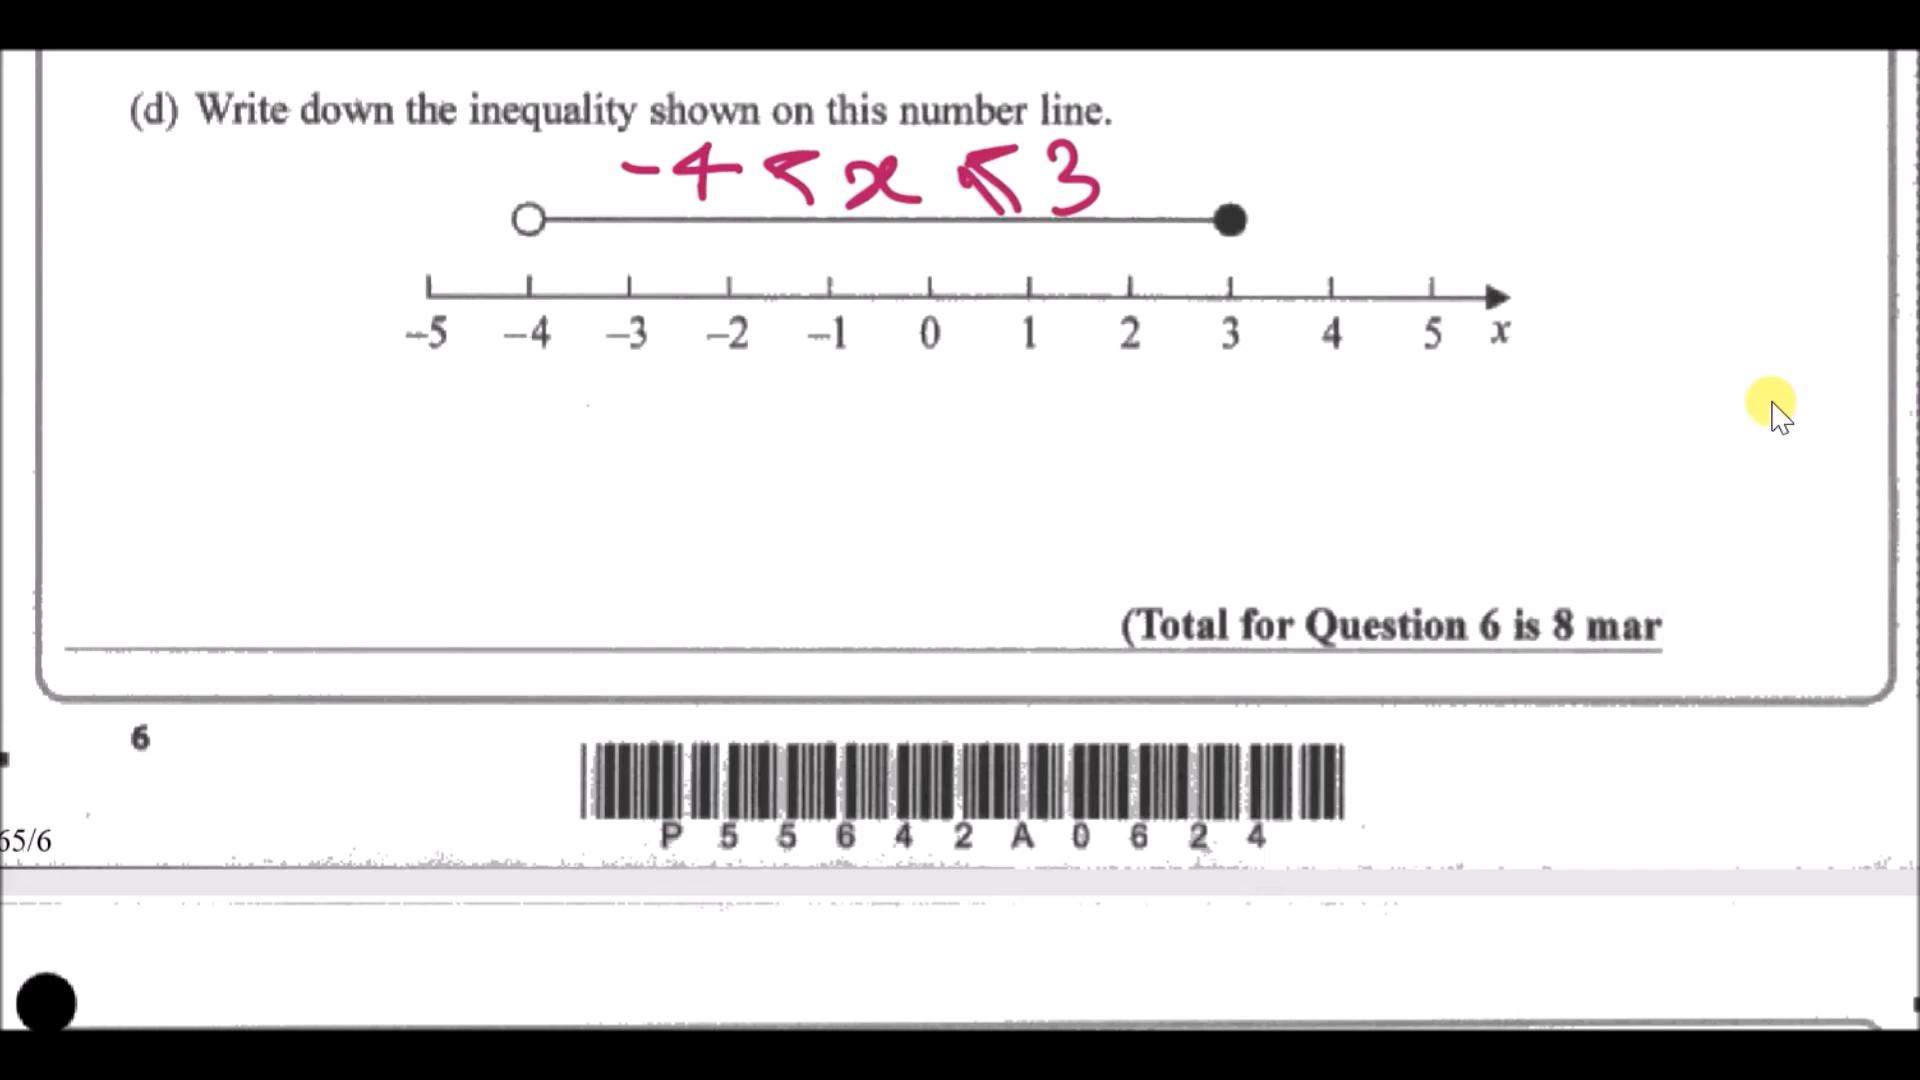 (d) Write down the inequality shown on this number line.
-4 < x ⩽ 3
–5 –4 –3 –2 –1 0 1 2 3 4 5 x
(Total for Question 6 is 8 mar
6
P 5 5 6 4 2 A 0 6 2 4
65/6